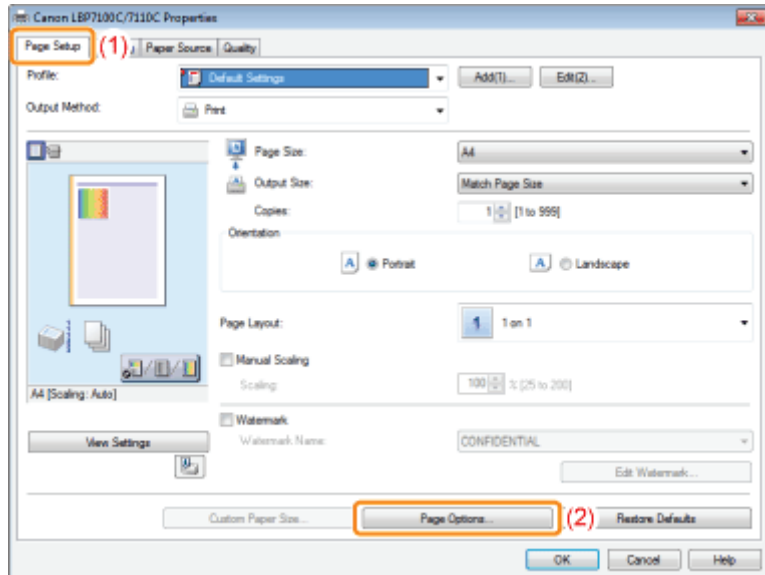 Canon LBP7100C/7110C Properties
Page Setup (1) Paper Source Quality
Profile: Default Settings Add(1)... Edit(2)...
Output Method: Print
Page Size: A4
Output Size: Match Page Size
Copies: 1 [1 to 999]
Orientation
A Portrait A Landscape
Page Layout: 1 1 on 1
Manual Scaling
Scaling: 100 % [25 to 200]
A4 [Scaling: Auto]
Watermark
View Settings Watermark Name: CONFIDENTIAL
Edit Watermark...
Custom Paper Size... Page Options... (2) Restore Defaults
OK Cancel Help